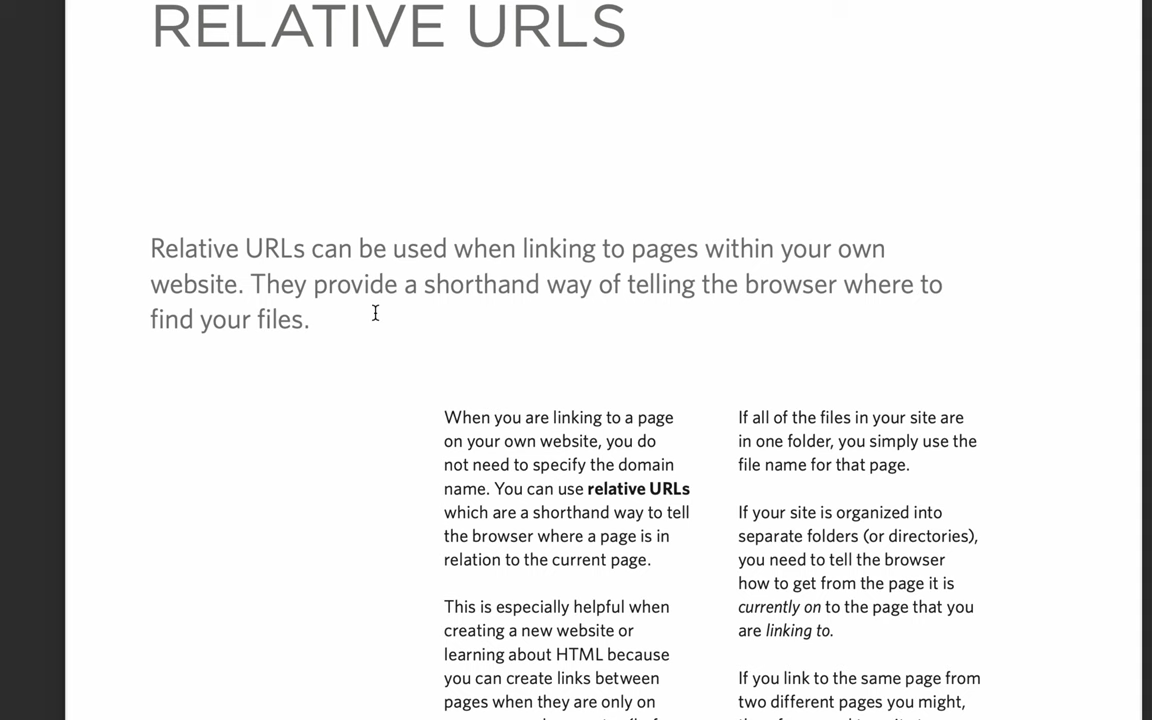 RELATIVE URLS
Relative URLs can be used when linking to pages within your own
website. They provide a shorthand way of telling the browser where to
find your files.
When you are linking to a page
on your own website, you do
not need to specify the domain
name. You can use relative URLs
which are a shorthand way to tell
the browser where a page is in
relation to the current page.
This is especially helpful when
creating a new website or
learning about HTML because
you can create links between
pages when they are only on
If all of the files in your site are
in one folder, you simply use the
file name for that page.
If your site is organized into
separate folders (or directories),
you need to tell the browser
how to get from the page it is
currently on to the page that you
are linking to.
If you link to the same page from
two different pages you might,